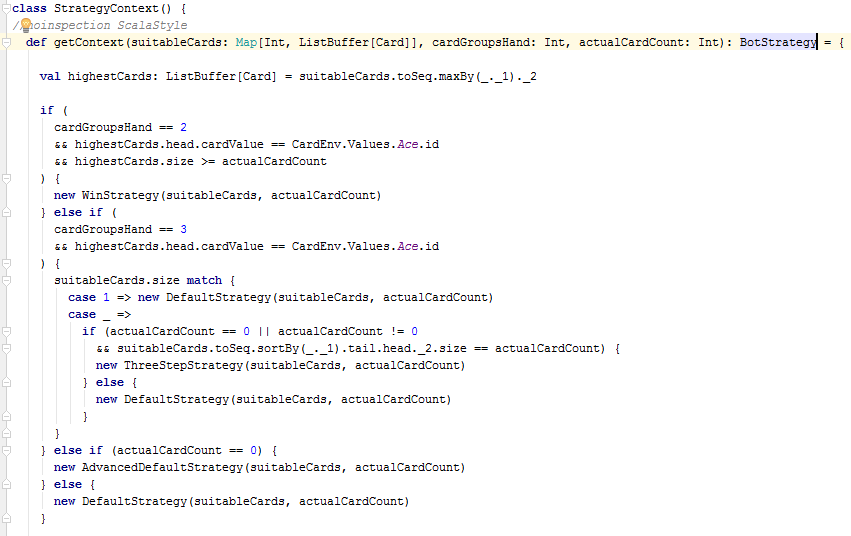 class StrategyContext() {
//noinspection ScalaStyle
def getContext(suitableCards: Map[Int, ListBuffer[Card]], cardGroupsHand: Int, actualCardCount: Int): BotStrategy = {
val highestCards: ListBuffer[Card] = suitableCards.toSeq.maxBy(_._1)._2
if (
cardGroupsHand == 2
&& highestCards.head.cardValue == CardEnv.Values.Ace.id
&& highestCards.size >= actualCardCount
) {
new WinStrategy(suitableCards, actualCardCount)
} else if (
cardGroupsHand == 3
&& highestCards.head.cardValue == CardEnv.Values.Ace.id
) {
suitableCards.size match {
case 1 => new DefaultStrategy(suitableCards, actualCardCount)
case _ =>
if (actualCardCount == 0 || actualCardCount != 0
&& suitableCards.toSeq.sortBy(_._1).tail.head._2.size == actualCardCount) {
new ThreeStepStrategy(suitableCards, actualCardCount)
} else {
new DefaultStrategy(suitableCards, actualCardCount)
}
}
} else if (actualCardCount == 0) {
new AdvancedDefaultStrategy(suitableCards, actualCardCount)
} else {
new DefaultStrategy(suitableCards, actualCardCount)
}